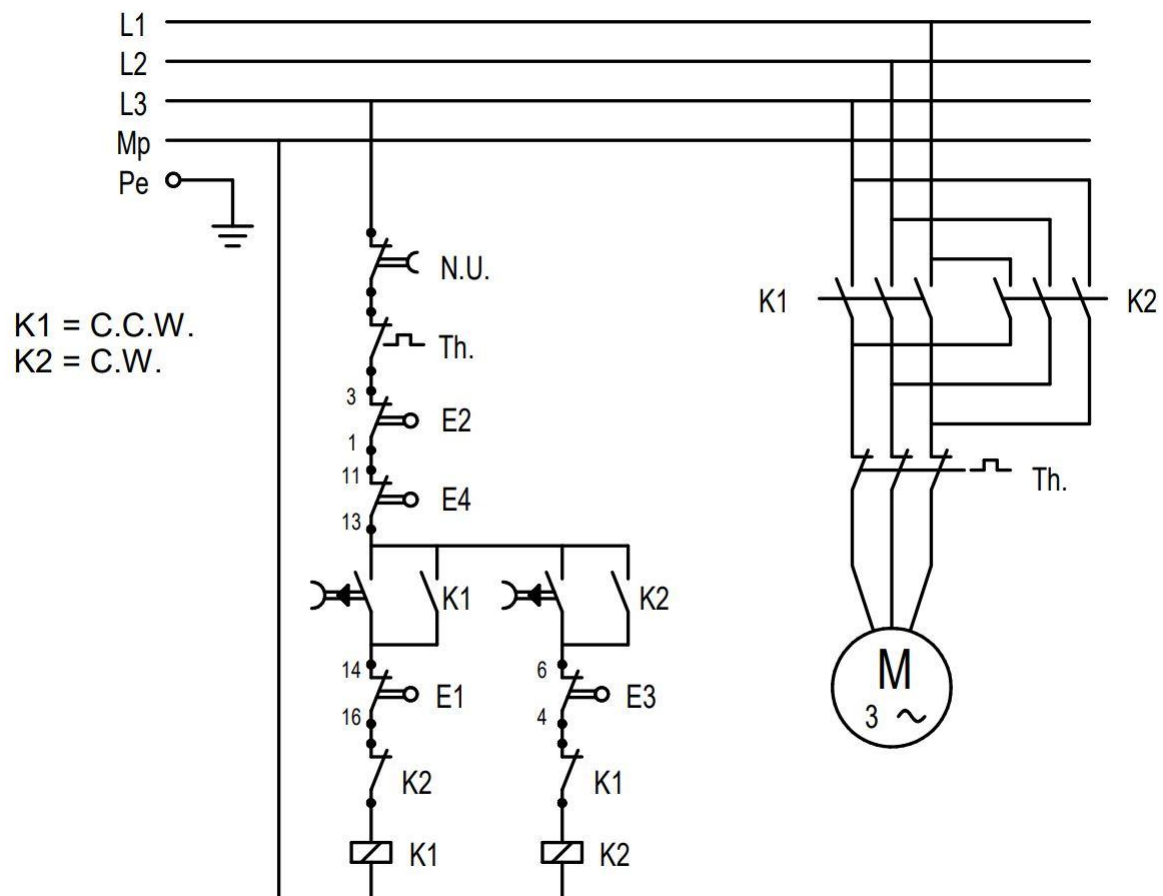 L1
L2
L3
Mp
Pe
N.U.
K1 = C.C.W.
K2 = C.W.
Th.
3
E2
1
11
E4
13
K1
K2
14
E1
16
6
E3
4
K2
K1
K1
K2
K1
K2
Th.
M
3 ~